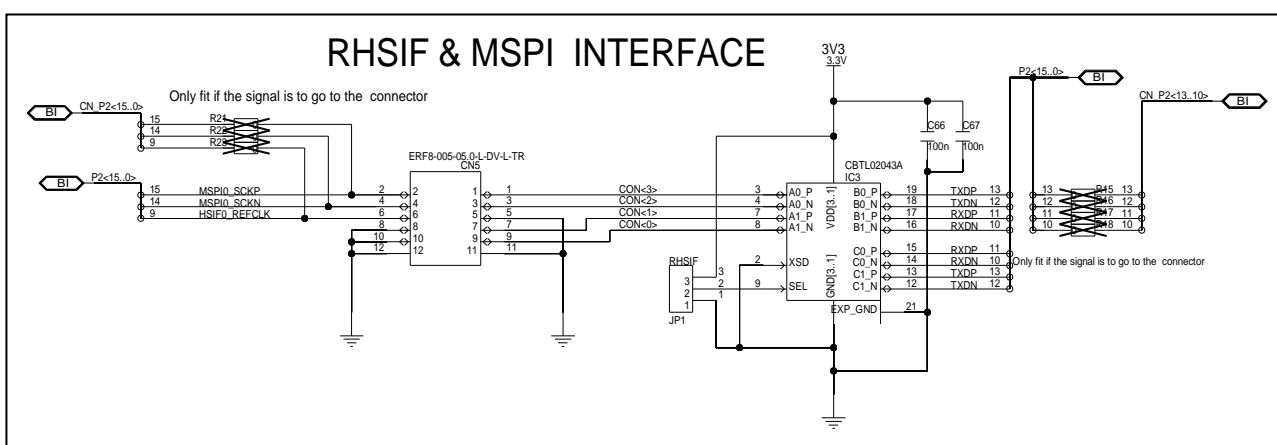 RHSIF & MSPI  INTERFACE
3V3
3.3V
P2<15..0>
BI
CN_P2<15..0>
BI
Only fit if the signal is to go to the  connector
CN_P2<13..10>
BI
15
R21
14
R22
9
R23
C66
C67
100n
100n
ERF8-005-05.0-L-DV-L-TR
CN5
CBTL02043A
IC3
P2<15..0>
BI
15 MSPI0_SCKP 2 2 1 1 CON<3> 3 A0_P B0_P 19 TXDP 13 13 R15 13
14 MSPI0_SCKN 4 4 3 3 CON<2> 4 A0_N B0_N 18 TXDN 12 12 R16 12
9 HSIF0_REFCLK 6 6 5 5 CON<1> 7 A1_P B1_P 17 RXDP 11 11 R17 11
8 8 7 7 CON<0> 8 A1_N B1_N 16 RXDN 10 10 R18 10
10 10 9 9
12 12 11 11
VDD[3..1]
C0_P 15 RXDP 11
RHSIF 2 XSD C0_N 14 RXDN 10
Only fit if the signal is to go to the  connector
3 3 C1_P 13 TXDP 13
2 2 9 SEL C1_N 12 TXDN 12
1 1
GND[3..1]
JP1
EXP_GND 21